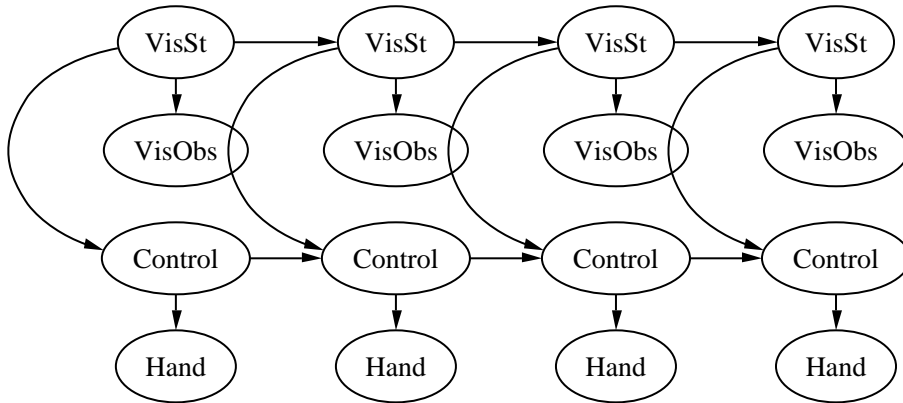 VisSt VisSt VisSt VisSt
VisObs VisObs VisObs VisObs
Control Control Control Control
Hand Hand Hand Hand